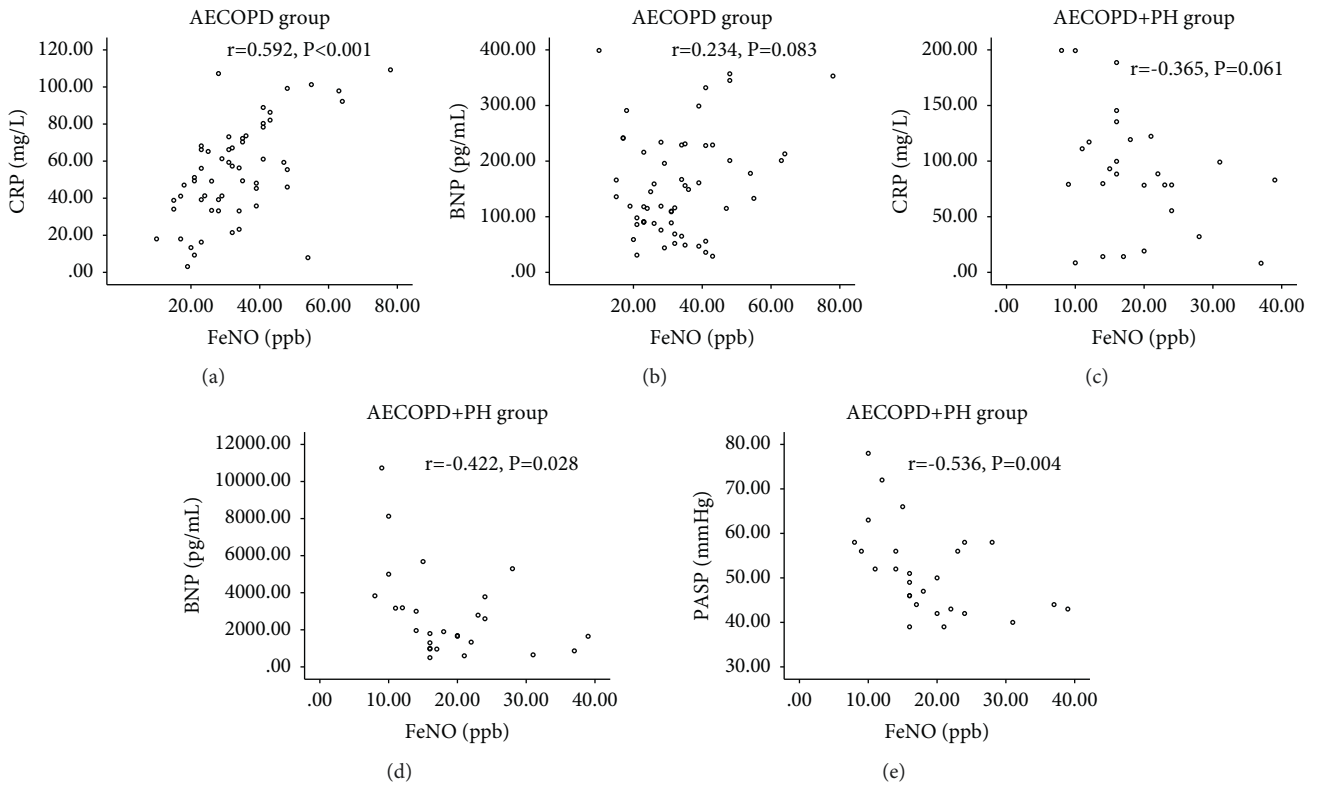 AECOPD group
r=0.592, P<0.001
120.00
100.00
80.00
60.00
40.00
20.00
.00
CRP (mg/L)
20.00 40.00 60.00 80.00
FeNO (ppb)
(a)
AECOPD group
r=0.234, P=0.083
400.00
300.00
200.00
100.00
.00
BNP (pg/mL)
20.00 40.00 60.00 80.00
FeNO (ppb)
(b)
AECOPD+PH group
r=-0.365, P=0.061
200.00
150.00
100.00
50.00
.00
CRP (mg/L)
.00 10.00 20.00 30.00 40.00
FeNO (ppb)
(c)
AECOPD+PH group
r=-0.422, P=0.028
12000.00
10000.00
8000.00
6000.00
4000.00
2000.00
.00
BNP (pg/mL)
.00 10.00 20.00 30.00 40.00
FeNO (ppb)
(d)
AECOPD+PH group
r=-0.536, P=0.004
80.00
70.00
60.00
50.00
40.00
30.00
PASP (mmHg)
.00 10.00 20.00 30.00 40.00
FeNO (ppb)
(e)